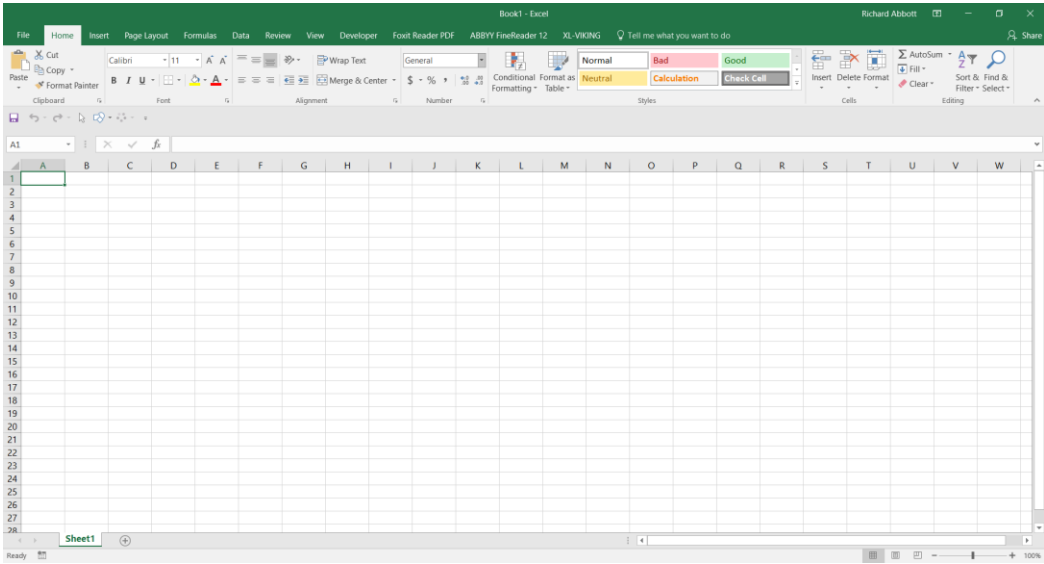 Book1 - Excel
Richard Abbott
File Home Insert Page Layout Formulas Data Review View Developer Foxit Reader PDF ABBYY FineReader 12 XL-VIKING Tell me what you want to do
Share
Cut
Copy
Format Painter
Paste
Clipboard
Calibri 11
B I U
Font
Wrap Text
Merge & Center
Alignment
General
$ % ,
Number
Conditional Formatting
Format as Table
Normal Bad Good
Neutral Calculation Check Cell
Styles
Insert Delete Format
Cells
AutoSum
Fill
Clear
Sort & Filter
Find & Select
Editing
A1
fx
A B C D E F G H I J K L M N O P Q R S T U V W
1
2
3
4
5
6
7
8
9
10
11
12
13
14
15
16
17
18
19
20
21
22
23
24
25
26
27
28
Sheet1
Ready
100%